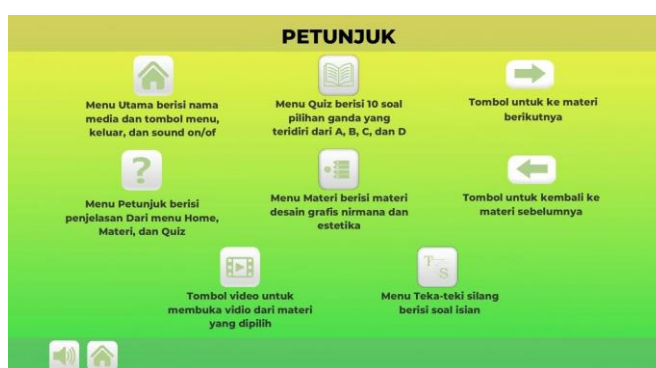 PETUNJUK
Menu Utama berisi nama
media dan tombol menu,
keluar, dan sound on/of
Menu Quiz berisi 10 soal
pilihan ganda yang
teridiri dari A, B, C, dan D
Tombol untuk ke materi
berikutnya
?
Menu Petunjuk berisi
penjelasan Dari menu Home,
Materi, dan Quiz
Menu Materi berisi materi
desain grafis nirmana dan
estetika
Tombol untuk kembali ke
materi sebelumnya
Tombol video untuk
membuka vidio dari materi
yang dipilih
T
S
Menu Teka-teki silang
berisi soal isian